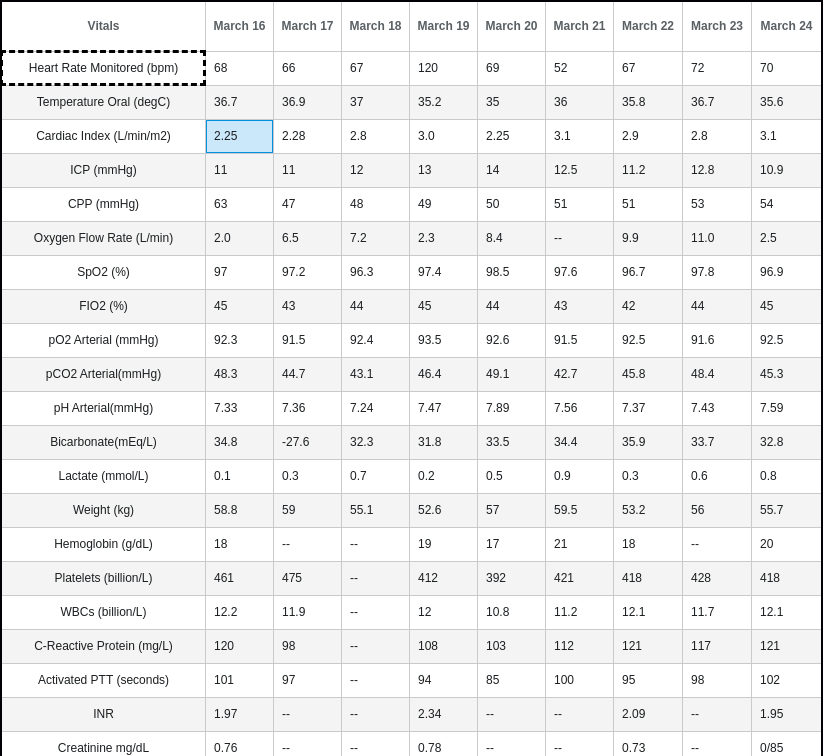 Vitals March 16 March 17 March 18 March 19 March 20 March 21 March 22 March 23 March 24
Heart Rate Monitored (bpm) 68 66 67 120 69 52 67 72 70
Temperature Oral (degC) 36.7 36.9 37 35.2 35 36 35.8 36.7 35.6
Cardiac Index (L/min/m2) 2.25 2.28 2.8 3.0 2.25 3.1 2.9 2.8 3.1
ICP (mmHg) 11 11 12 13 14 12.5 11.2 12.8 10.9
CPP (mmHg) 63 47 48 49 50 51 51 53 54
Oxygen Flow Rate (L/min) 2.0 6.5 7.2 2.3 8.4 -- 9.9 11.0 2.5
SpO2 (%) 97 97.2 96.3 97.4 98.5 97.6 96.7 97.8 96.9
FIO2 (%) 45 43 44 45 44 43 42 44 45
pO2 Arterial (mmHg) 92.3 91.5 92.4 93.5 92.6 91.5 92.5 91.6 92.5
pCO2 Arterial(mmHg) 48.3 44.7 43.1 46.4 49.1 42.7 45.8 48.4 45.3
pH Arterial(mmHg) 7.33 7.36 7.24 7.47 7.89 7.56 7.37 7.43 7.59
Bicarbonate(mEq/L) 34.8 -27.6 32.3 31.8 33.5 34.4 35.9 33.7 32.8
Lactate (mmol/L) 0.1 0.3 0.7 0.2 0.5 0.9 0.3 0.6 0.8
Weight (kg) 58.8 59 55.1 52.6 57 59.5 53.2 56 55.7
Hemoglobin (g/dL) 18 -- -- 19 17 21 18 -- 20
Platelets (billion/L) 461 475 -- 412 392 421 418 428 418
WBCs (billion/L) 12.2 11.9 -- 12 10.8 11.2 12.1 11.7 12.1
C-Reactive Protein (mg/L) 120 98 -- 108 103 112 121 117 121
Activated PTT (seconds) 101 97 -- 94 85 100 95 98 102
INR 1.97 -- -- 2.34 -- -- 2.09 -- 1.95
Creatinine mg/dL 0.76 -- -- 0.78 -- -- 0.73 -- 0/85